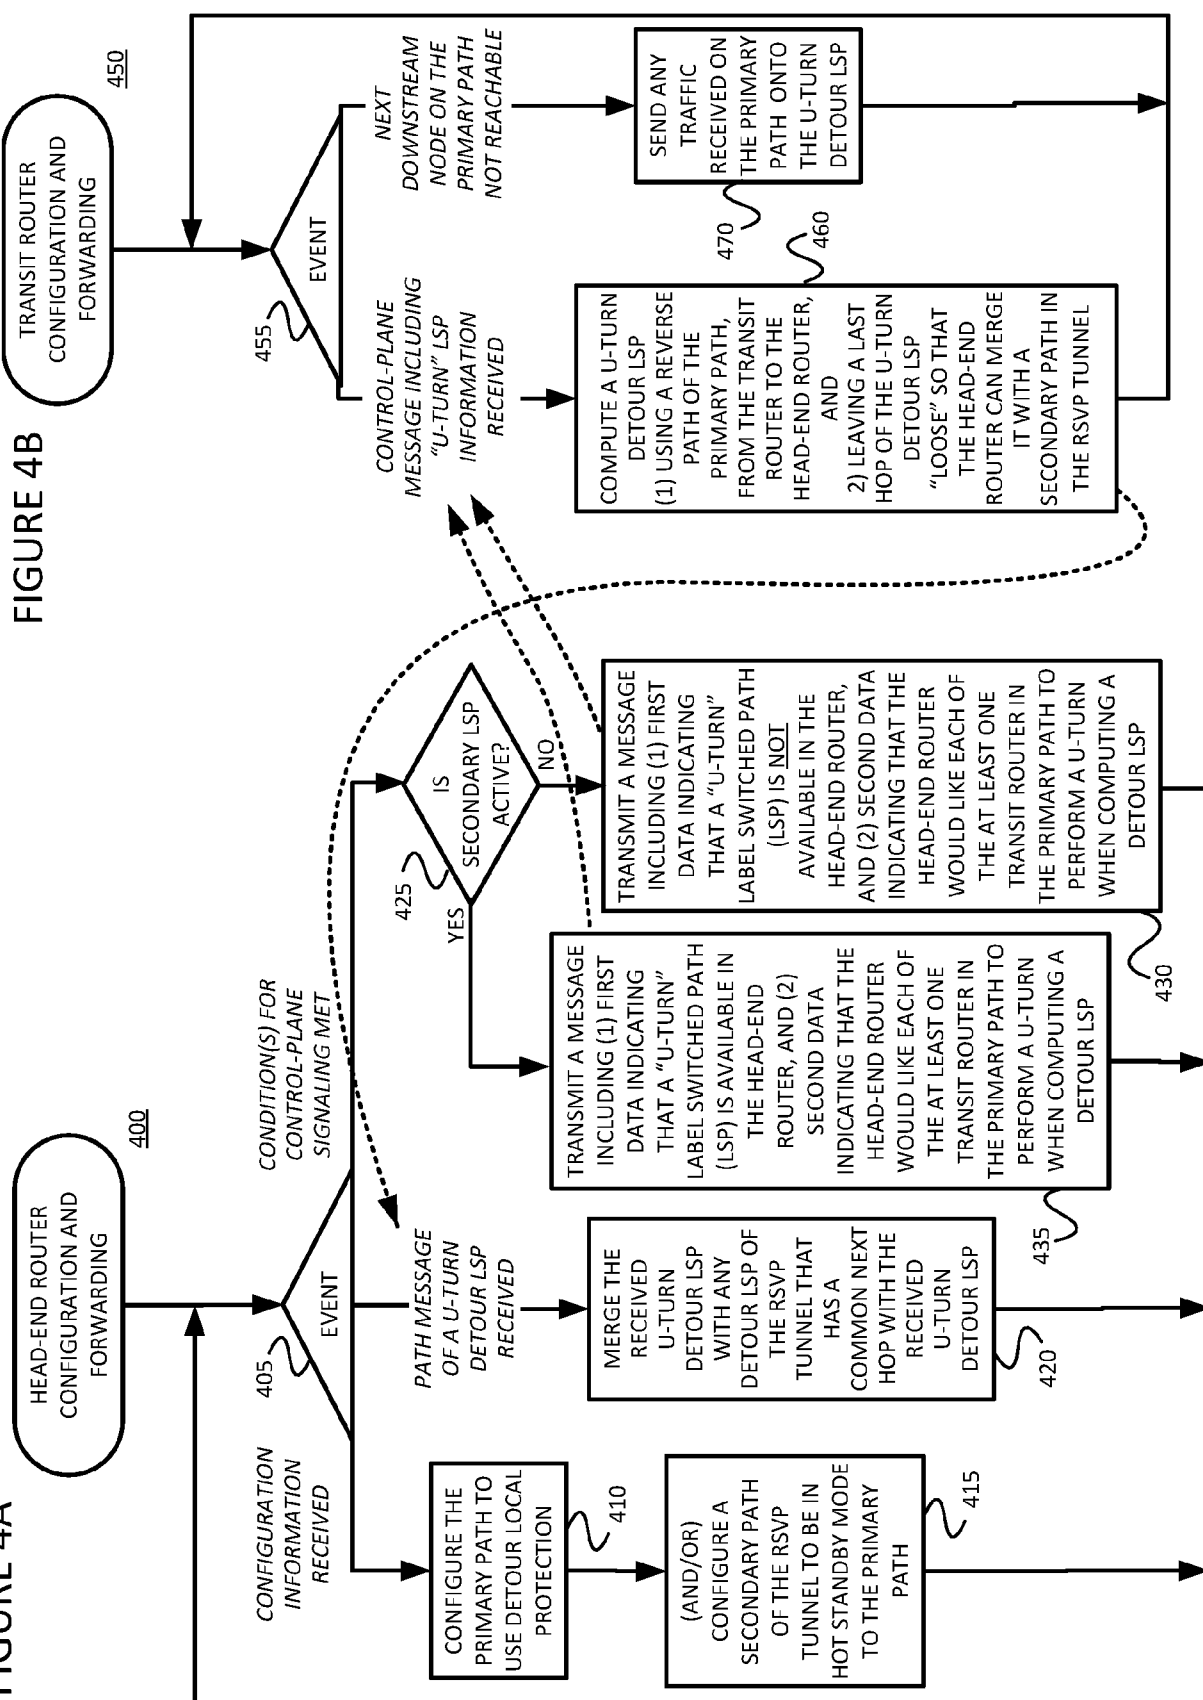 FIGURE 4A
HEAD-END ROUTER
CONFIGURATION AND
FORWARDING
400
405
EVENT
CONFIGURATION
INFORMATION
RECEIVED
CONFIGURE THE
PRIMARY PATH TO
USE DETOUR LOCAL
PROTECTION
410
(AND/OR)
CONFIGURE A
SECONDARY PATH
OF THE RSVP
TUNNEL TO BE IN
HOT STANDBY MODE
TO THE PRIMARY
PATH
415
PATH MESSAGE
OF A U-TURN
DETOUR LSP
RECEIVED
MERGE THE
RECEIVED
U-TURN
DETOUR LSP
WITH ANY
DETOUR LSP OF
THE RSVP
TUNNEL THAT
HAS A
COMMON NEXT
HOP WITH THE
RECEIVED
U-TURN
DETOUR LSP
420
CONDITION(S) FOR
CONTROL-PLANE
SIGNALING MET
425
IS
SECONDARY LSP
ACTIVE?
YES
NO
TRANSMIT A MESSAGE
INCLUDING (1) FIRST
DATA INDICATING
THAT A “U-TURN”
LABEL SWITCHED PATH
(LSP) IS AVAILABLE IN
THE HEAD-END
ROUTER, AND (2)
SECOND DATA
INDICATING THAT THE
HEAD-END ROUTER
WOULD LIKE EACH OF
THE AT LEAST ONE
TRANSIT ROUTER IN
THE PRIMARY PATH TO
PERFORM A U-TURN
WHEN COMPUTING A
DETOUR LSP
435
TRANSMIT A MESSAGE
INCLUDING (1) FIRST
DATA INDICATING
THAT A “U-TURN”
LABEL SWITCHED PATH
(LSP) IS NOT
AVAILABLE IN THE
HEAD-END ROUTER,
AND (2) SECOND DATA
INDICATING THAT THE
HEAD-END ROUTER
WOULD LIKE EACH OF
THE AT LEAST ONE
TRANSIT ROUTER IN
THE PRIMARY PATH TO
PERFORM A U-TURN
WHEN COMPUTING A
DETOUR LSP
430
FIGURE 4B
TRANSIT ROUTER
CONFIGURATION AND
FORWARDING
450
455
EVENT
CONTROL-PLANE
MESSAGE INCLUDING
“U-TURN” LSP
INFORMATION
RECEIVED
COMPUTE A U-TURN
DETOUR LSP
(1) USING A REVERSE
PATH OF THE
PRIMARY PATH,
FROM THE TRANSIT
ROUTER TO THE
HEAD-END ROUTER,
AND
2) LEAVING A LAST
HOP OF THE U-TURN
DETOUR LSP
“LOOSE” SO THAT
THE HEAD-END
ROUTER CAN MERGE
IT WITH A
SECONDARY PATH IN
THE RSVP TUNNEL
460
NEXT
DOWNSTREAM
NODE ON THE
PRIMARY PATH
NOT REACHABLE
SEND ANY
TRAFFIC
RECEIVED ON
THE PRIMARY
PATH ONTO
THE U-TURN
DETOUR LSP
470